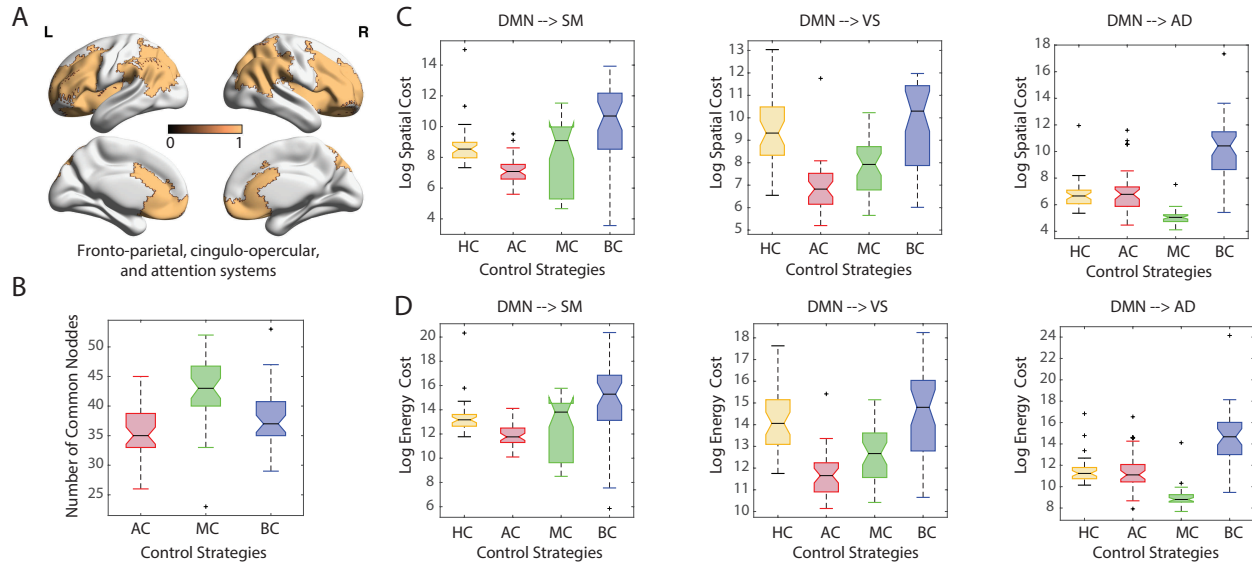 A
L
R
0
1
Fronto-parietal, cingulo-opercular,
and attention systems
B
Number of Common Noddes
50
45
40
35
30
25
AC
MC
BC
Control Strategies
C
DMN --> SM
Log Spatial Cost
14
12
10
8
6
4
HC
AC
MC
BC
Control Strategies
DMN --> VS
Log Spatial Cost
13
12
11
10
9
8
7
6
5
HC
AC
MC
BC
Control Strategies
DMN --> AD
Log Spatial Cost
18
16
14
12
10
8
6
4
HC
AC
MC
BC
Control Strategies
D
DMN --> SM
Log Energy Cost
20
18
16
14
12
10
8
6
HC
AC
MC
BC
Control Strategies
DMN --> VS
Log Energy Cost
18
17
16
15
14
13
12
11
10
HC
AC
MC
BC
Control Strategies
DMN --> AD
Log Energy Cost
24
22
20
18
16
14
12
10
8
HC
AC
MC
BC
Control Strategies